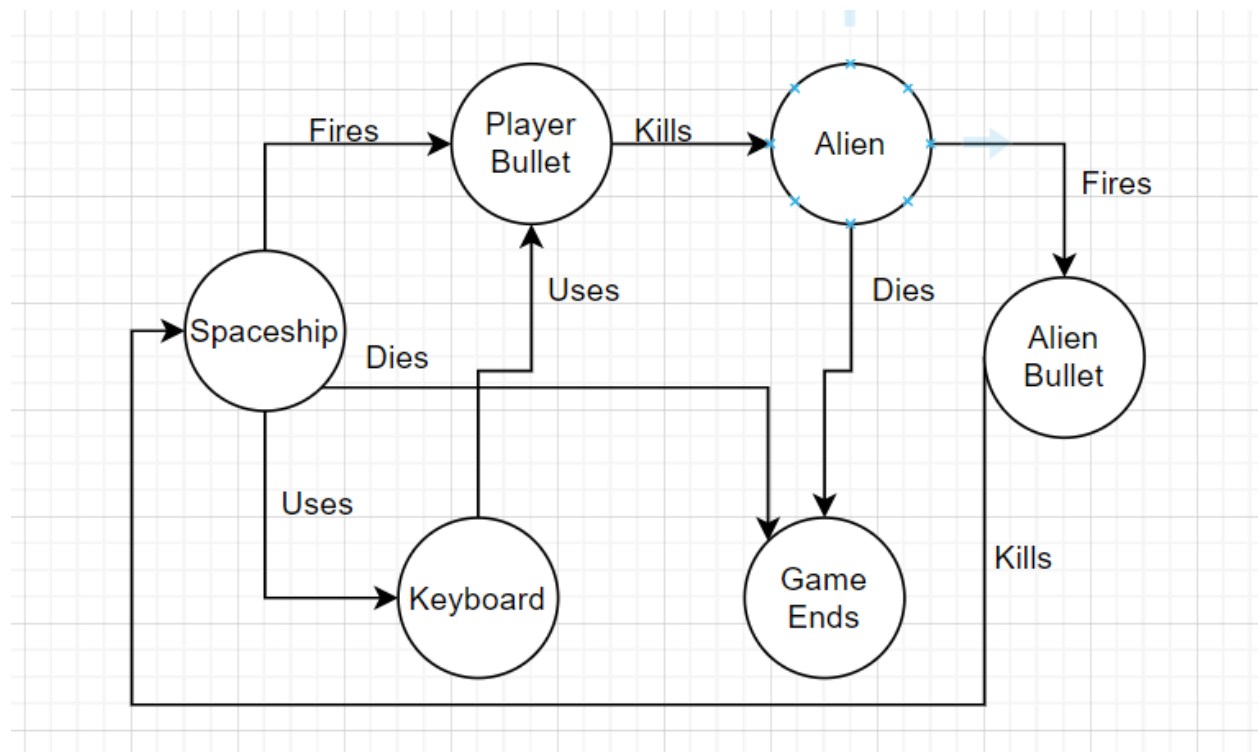 Fires
Player
Bullet
Kills
Alien
Fires
Uses
Dies
Spaceship
Dies
Alien
Bullet
Uses
Keyboard
Game
Ends
Kills